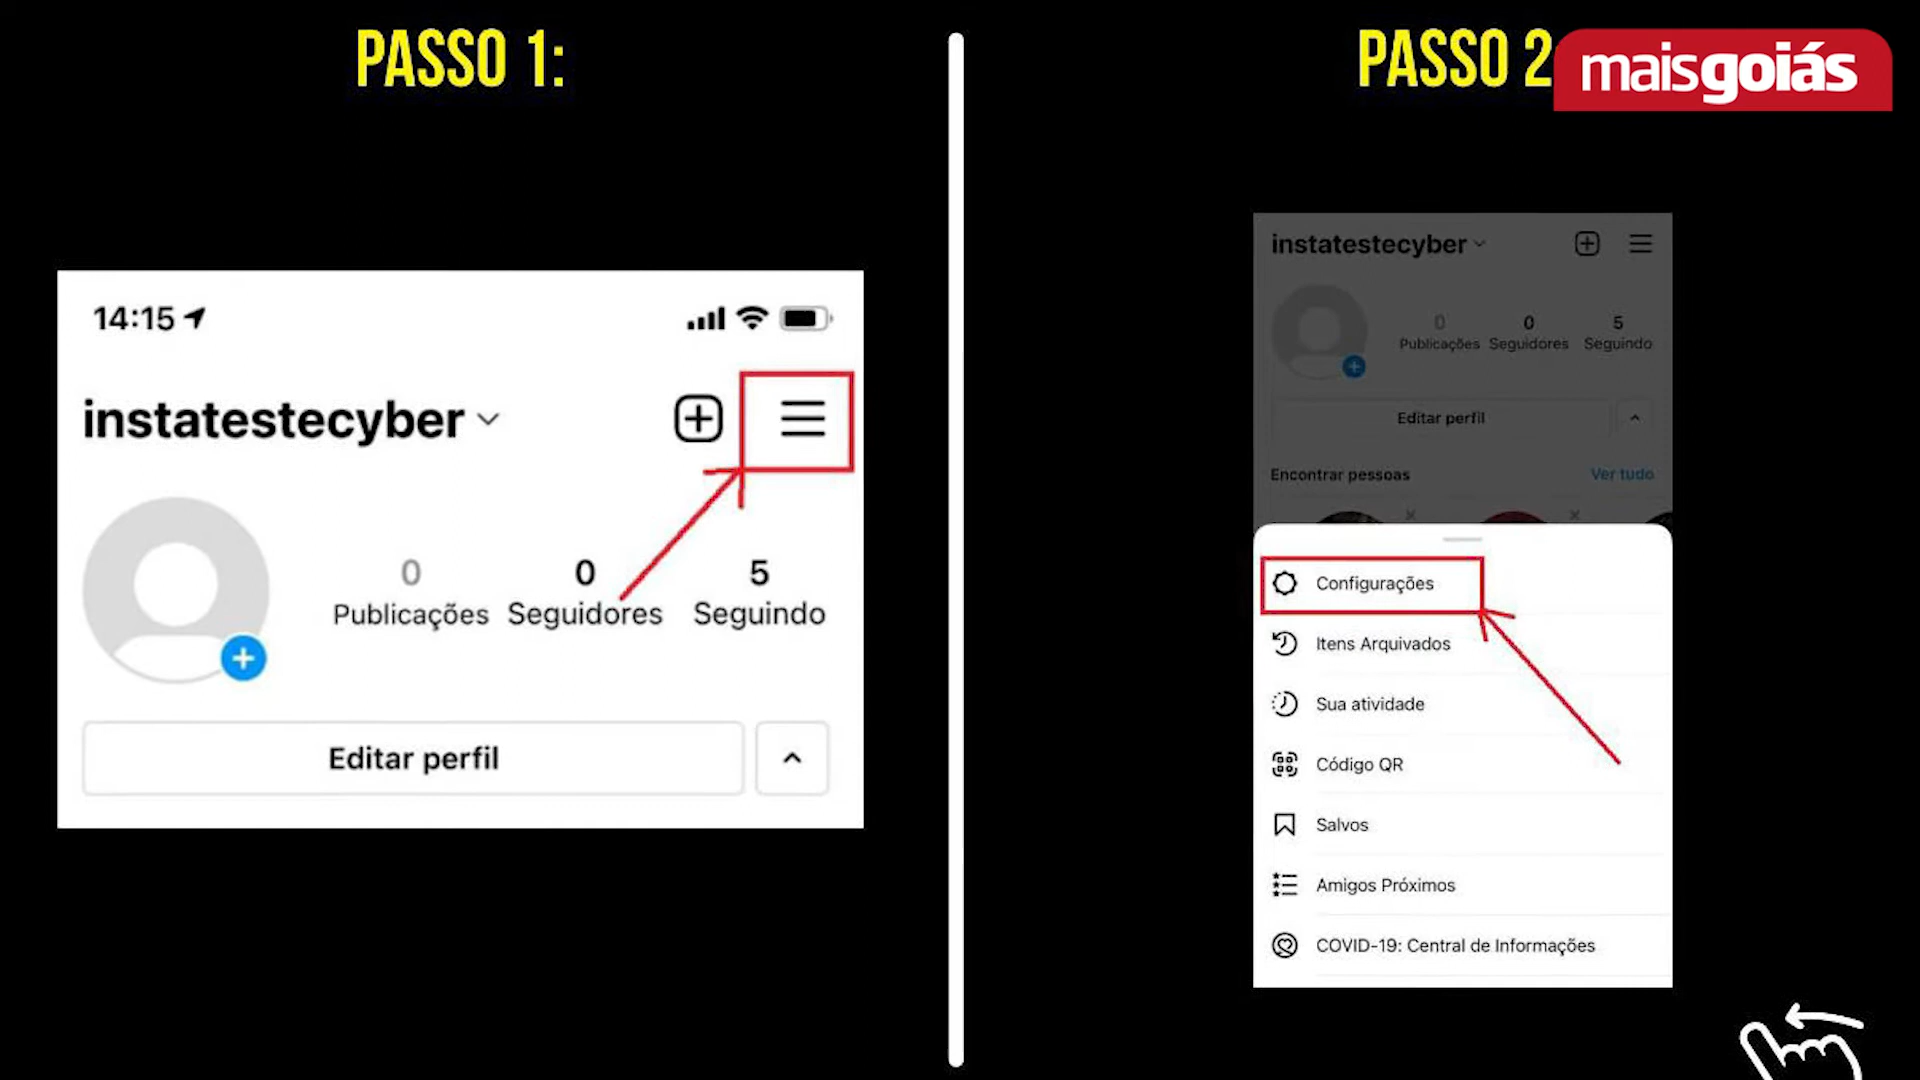 PASSO 1:
14:15
instatestecyber
0
0
5
Publicações
Seguidores
Seguindo
Editar perfil
PASSO 2
maisgoiás
instatestecyber
0
0
5
Publicações
Seguidores
Seguindo
Editar perfil
Encontrar pessoas
Ver tudo
Configurações
Itens Arquivados
Sua atividade
Código QR
Salvos
Amigos Próximos
COVID-19: Central de Informações